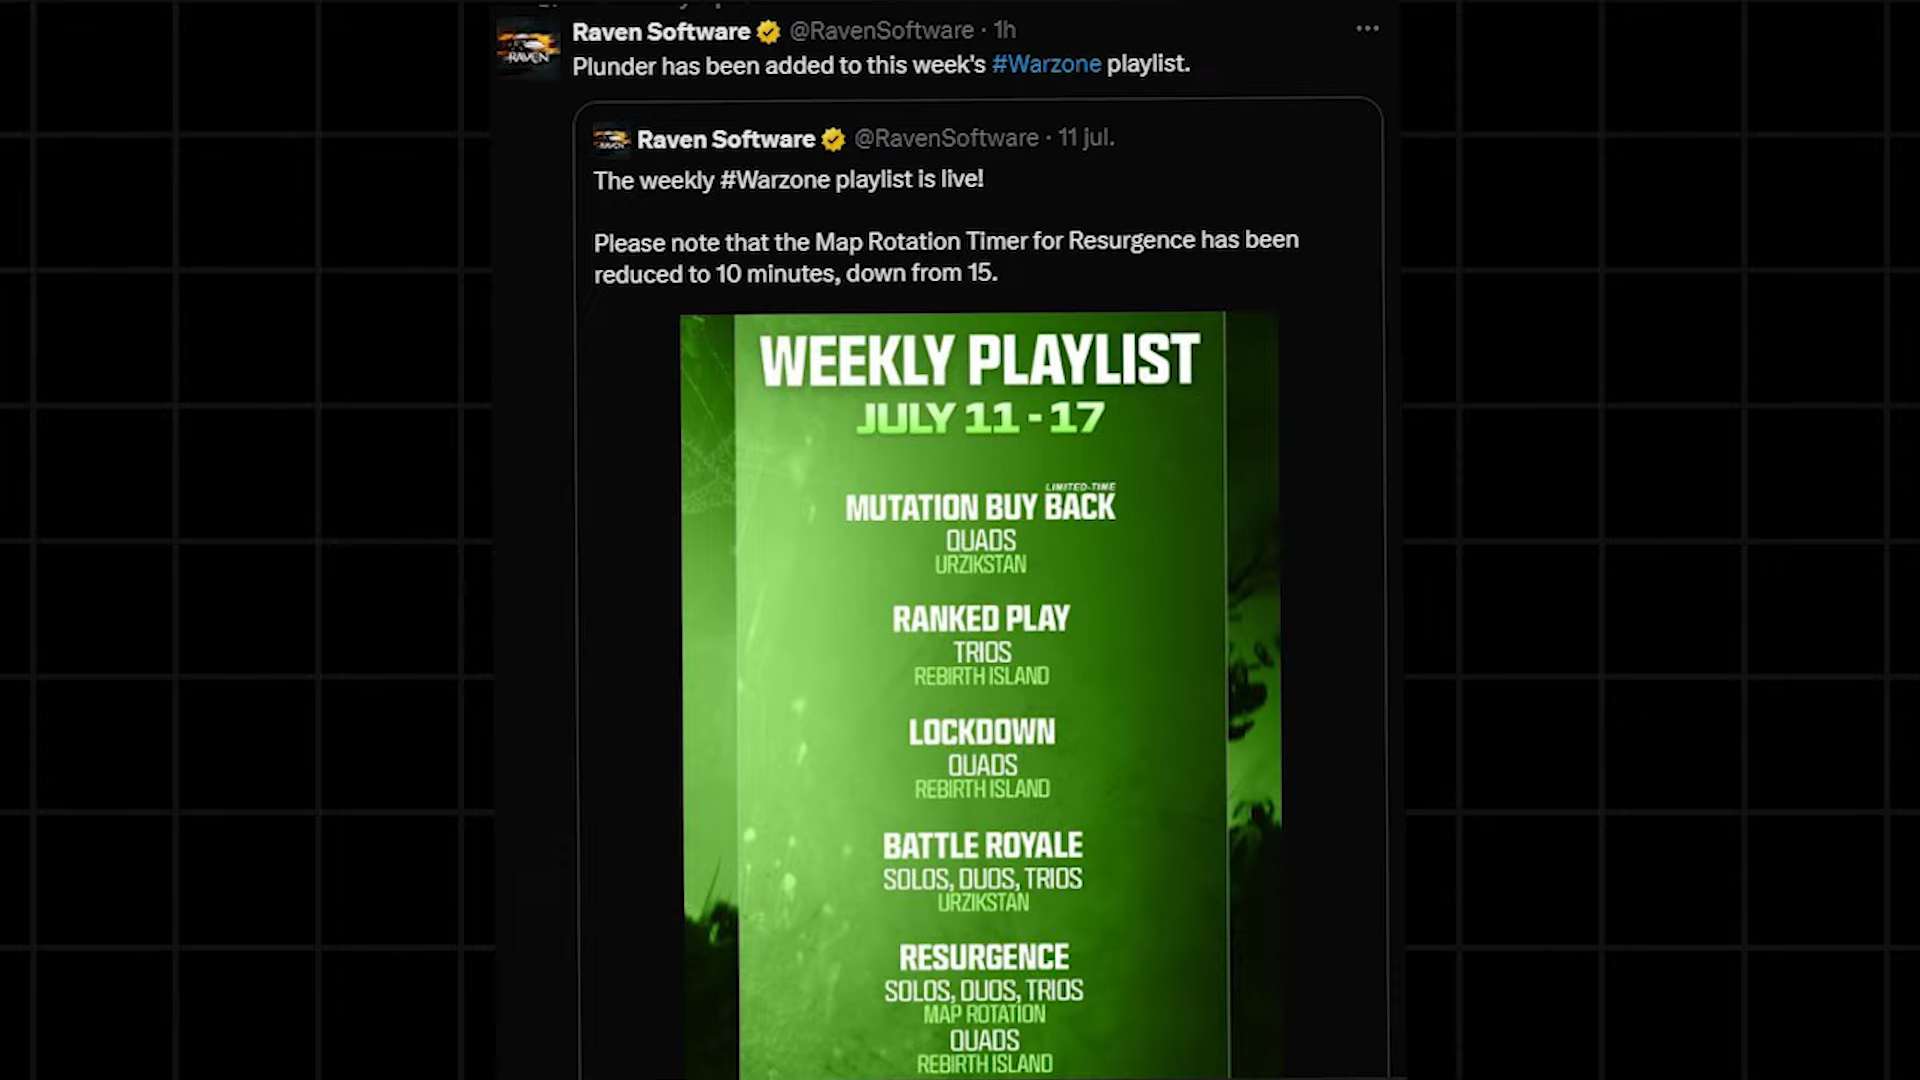 Raven Software @RavenSoftware · 1h
Plunder has been added to this week's #Warzone playlist.
RAVEN
Raven Software @RavenSoftware · 11 jul.
The weekly #Warzone playlist is live!
Please note that the Map Rotation Timer for Resurgence has been
reduced to 10 minutes, down from 15.
WEEKLY PLAYLIST
JULY 11 - 17
LIMITED-TIME
MUTATION BUY BACK
QUADS
URZIKSTAN
RANKED PLAY
TRIOS
REBIRTH ISLAND
LOCKDOWN
QUADS
REBIRTH ISLAND
BATTLE ROYALE
SOLOS, DUOS, TRIOS
URZIKSTAN
RESURGENCE
SOLOS, DUOS, TRIOS
MAP ROTATION
QUADS
REBIRTH ISLAND